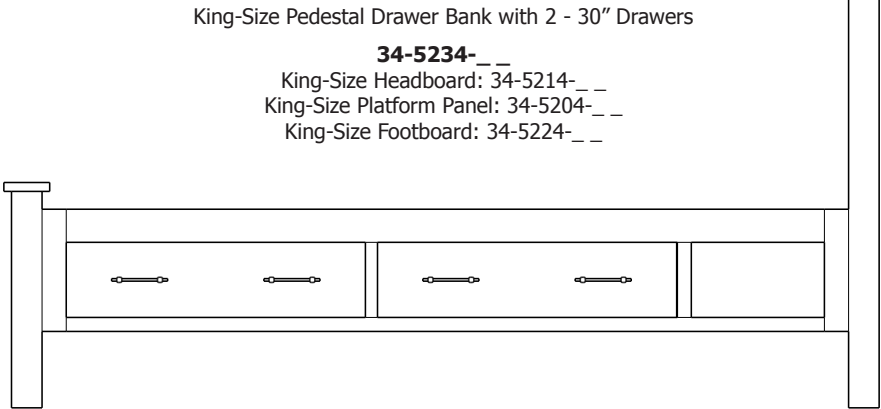 King-Size Pedestal Drawer Bank with 2 - 30” Drawers
34-5234-_ _
King-Size Headboard: 34-5214-_ _
King-Size Platform Panel: 34-5204-_ _
King-Size Footboard: 34-5224-_ _